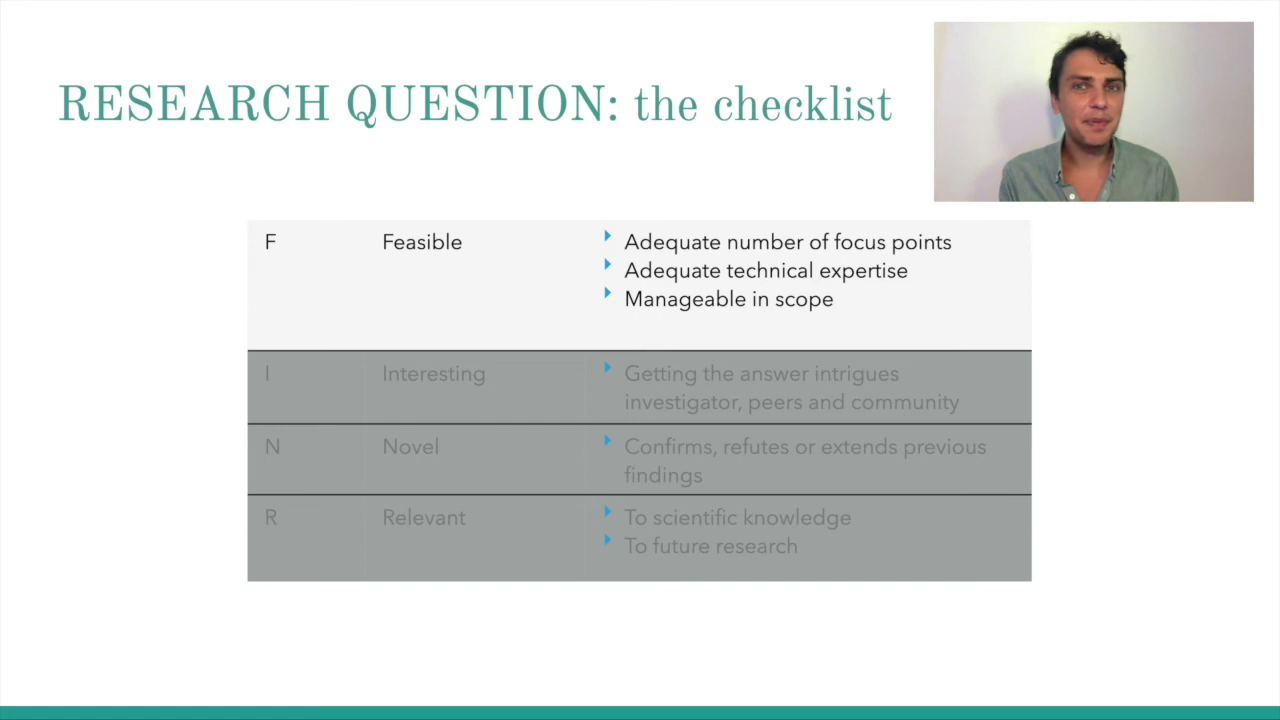 RESEARCH QUESTION: the checklist
F Feasible Adequate number of focus points
Adequate technical expertise
Manageable in scope
I Interesting Getting the answer intrigues
investigator, peers and community
N Novel Confirms, refutes or extends previous
findings
R Relevant To scientific knowledge
To future research